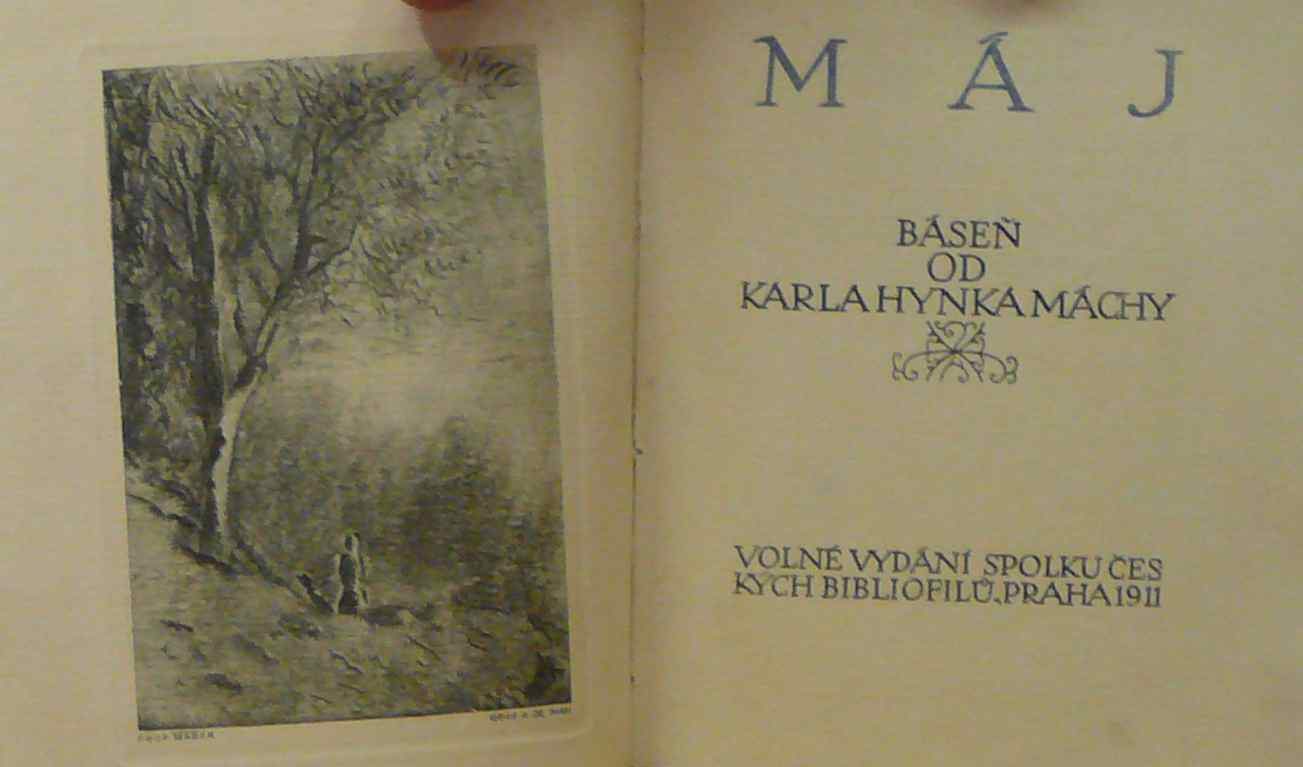 MÁJ
BÁSEŇ
OD
KARLA HYNKA MÁCHY
VOLNÉ VYDÁNÍ SPOLKU ČES
KÝCH BIBLIOFILŮ. PRAHA 1911